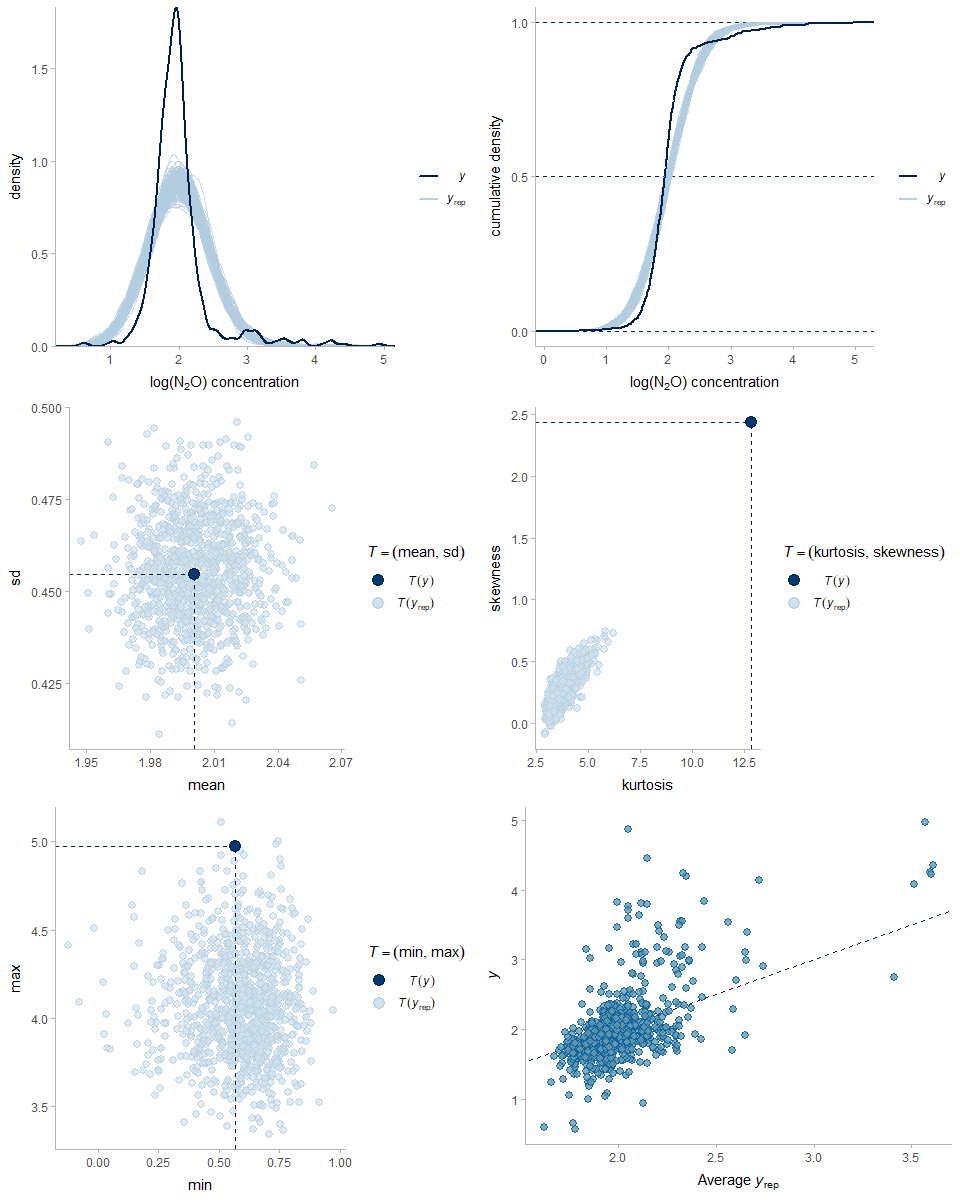 density
1.5
1.0
0.5
0.0
1 2 3 4 5
log(N₂O) concentration
y
yrep
cumulative density
1.0
0.5
0.0
0 1 2 3 4 5
log(N₂O) concentration
y
yrep
sd
0.500
0.475
0.450
0.425
1.95 1.98 2.01 2.04 2.07
mean
T = (mean, sd)
T(y)
T(yrep)
skewness
2.5
2.0
1.5
1.0
0.5
0.0
2.5 5.0 7.5 10.0 12.5
kurtosis
T = (kurtosis, skewness)
T(y)
T(yrep)
max
5.0
4.5
4.0
3.5
0.00 0.25 0.50 0.75 1.00
min
T = (min, max)
T(y)
T(yrep)
y
5
4
3
2
1
2.0 2.5 3.0 3.5
Average yrep